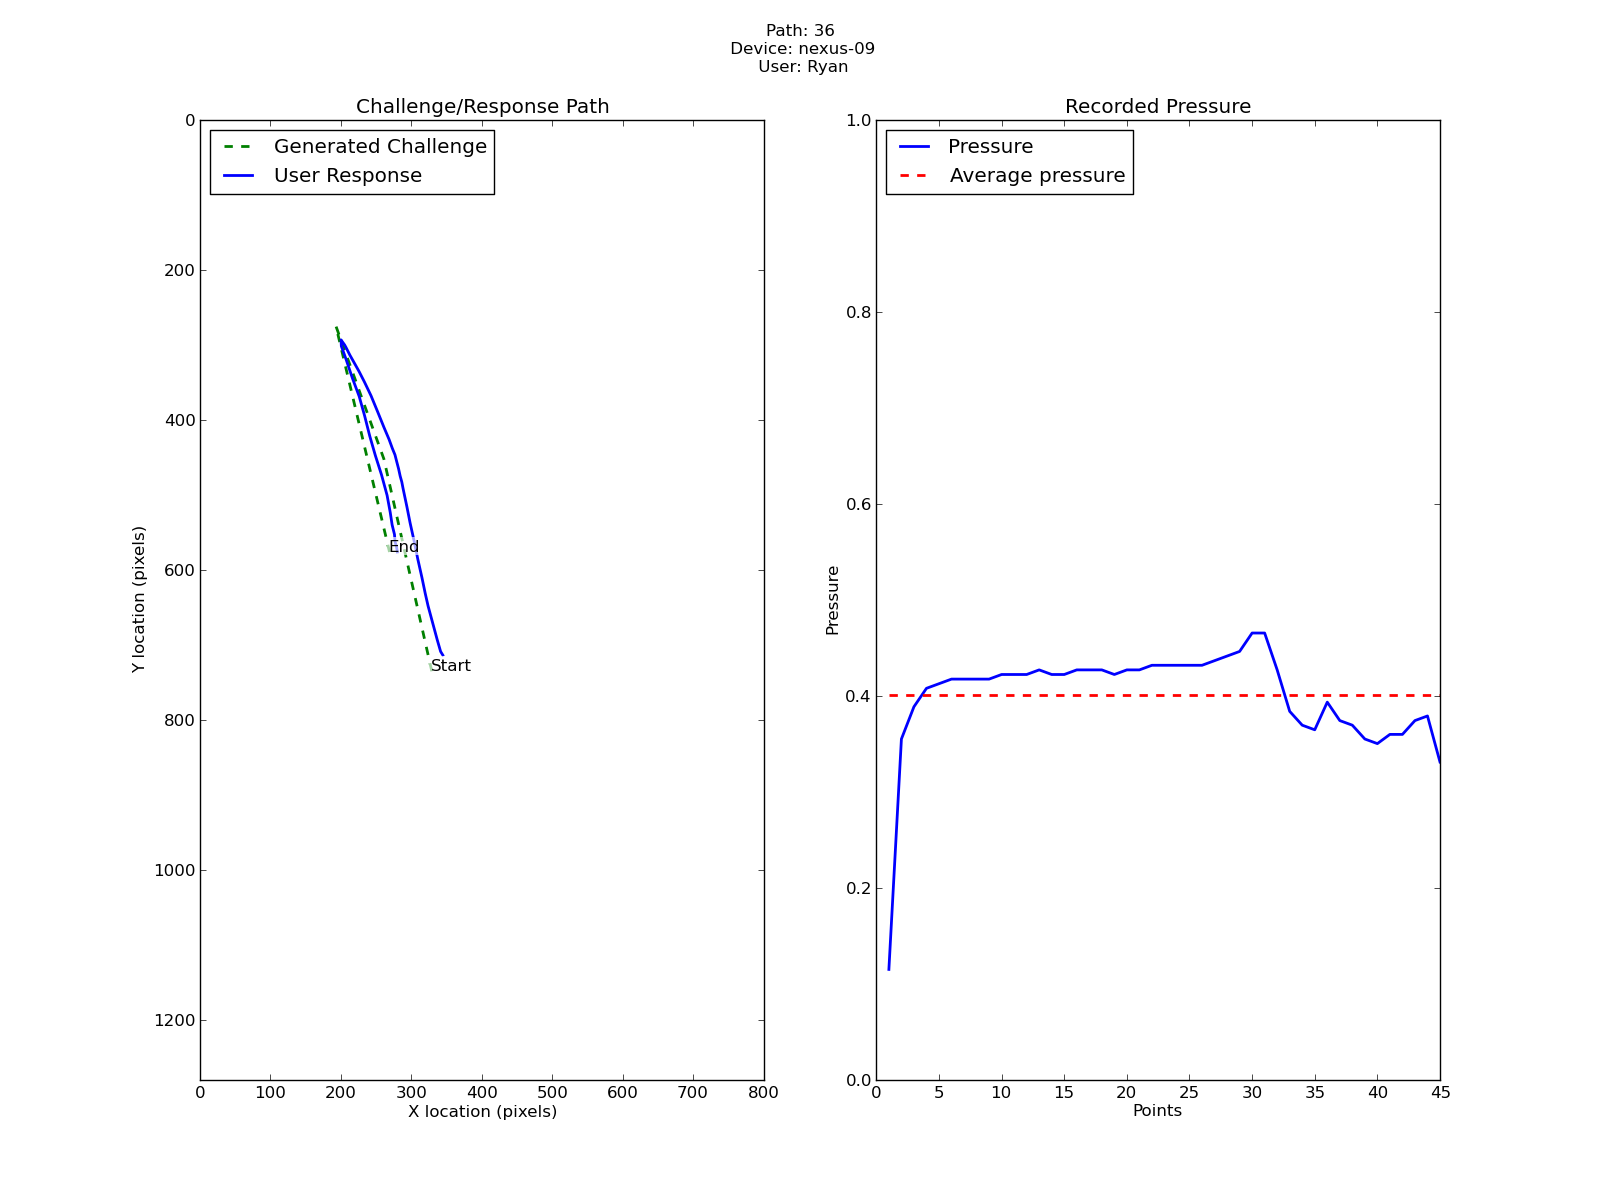 Path: 36
Device: nexus-09
User: Ryan
Challenge/Response Path
Generated Challenge
User Response
0
200
400
600
800
1000
1200
Y location (pixels)
End
Start
0 100 200 300 400 500 600 700 800
X location (pixels)
Recorded Pressure
Pressure
Average pressure
1.0
0.8
0.6
0.4
0.2
0.0
Pressure
0 5 10 15 20 25 30 35 40 45
Points